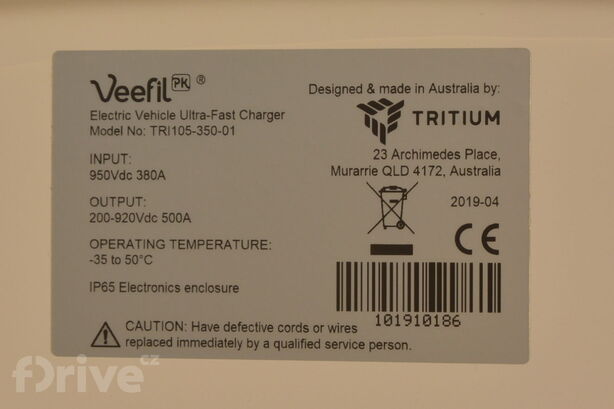 Veefil PK ®
Electric Vehicle Ultra-Fast Charger
Model No: TRI105-350-01
INPUT:
950Vdc 380A
OUTPUT:
200-920Vdc 500A
OPERATING TEMPERATURE:
-35 to 50°C
IP65 Electronics enclosure
Designed & made in Australia by:
TRITIUM
23 Archimedes Place,
Murarrie QLD 4172, Australia
2019-04
CE
101910186
CAUTION: Have defective cords or wires
replaced immediately by a qualified service person.
fDrive.cz